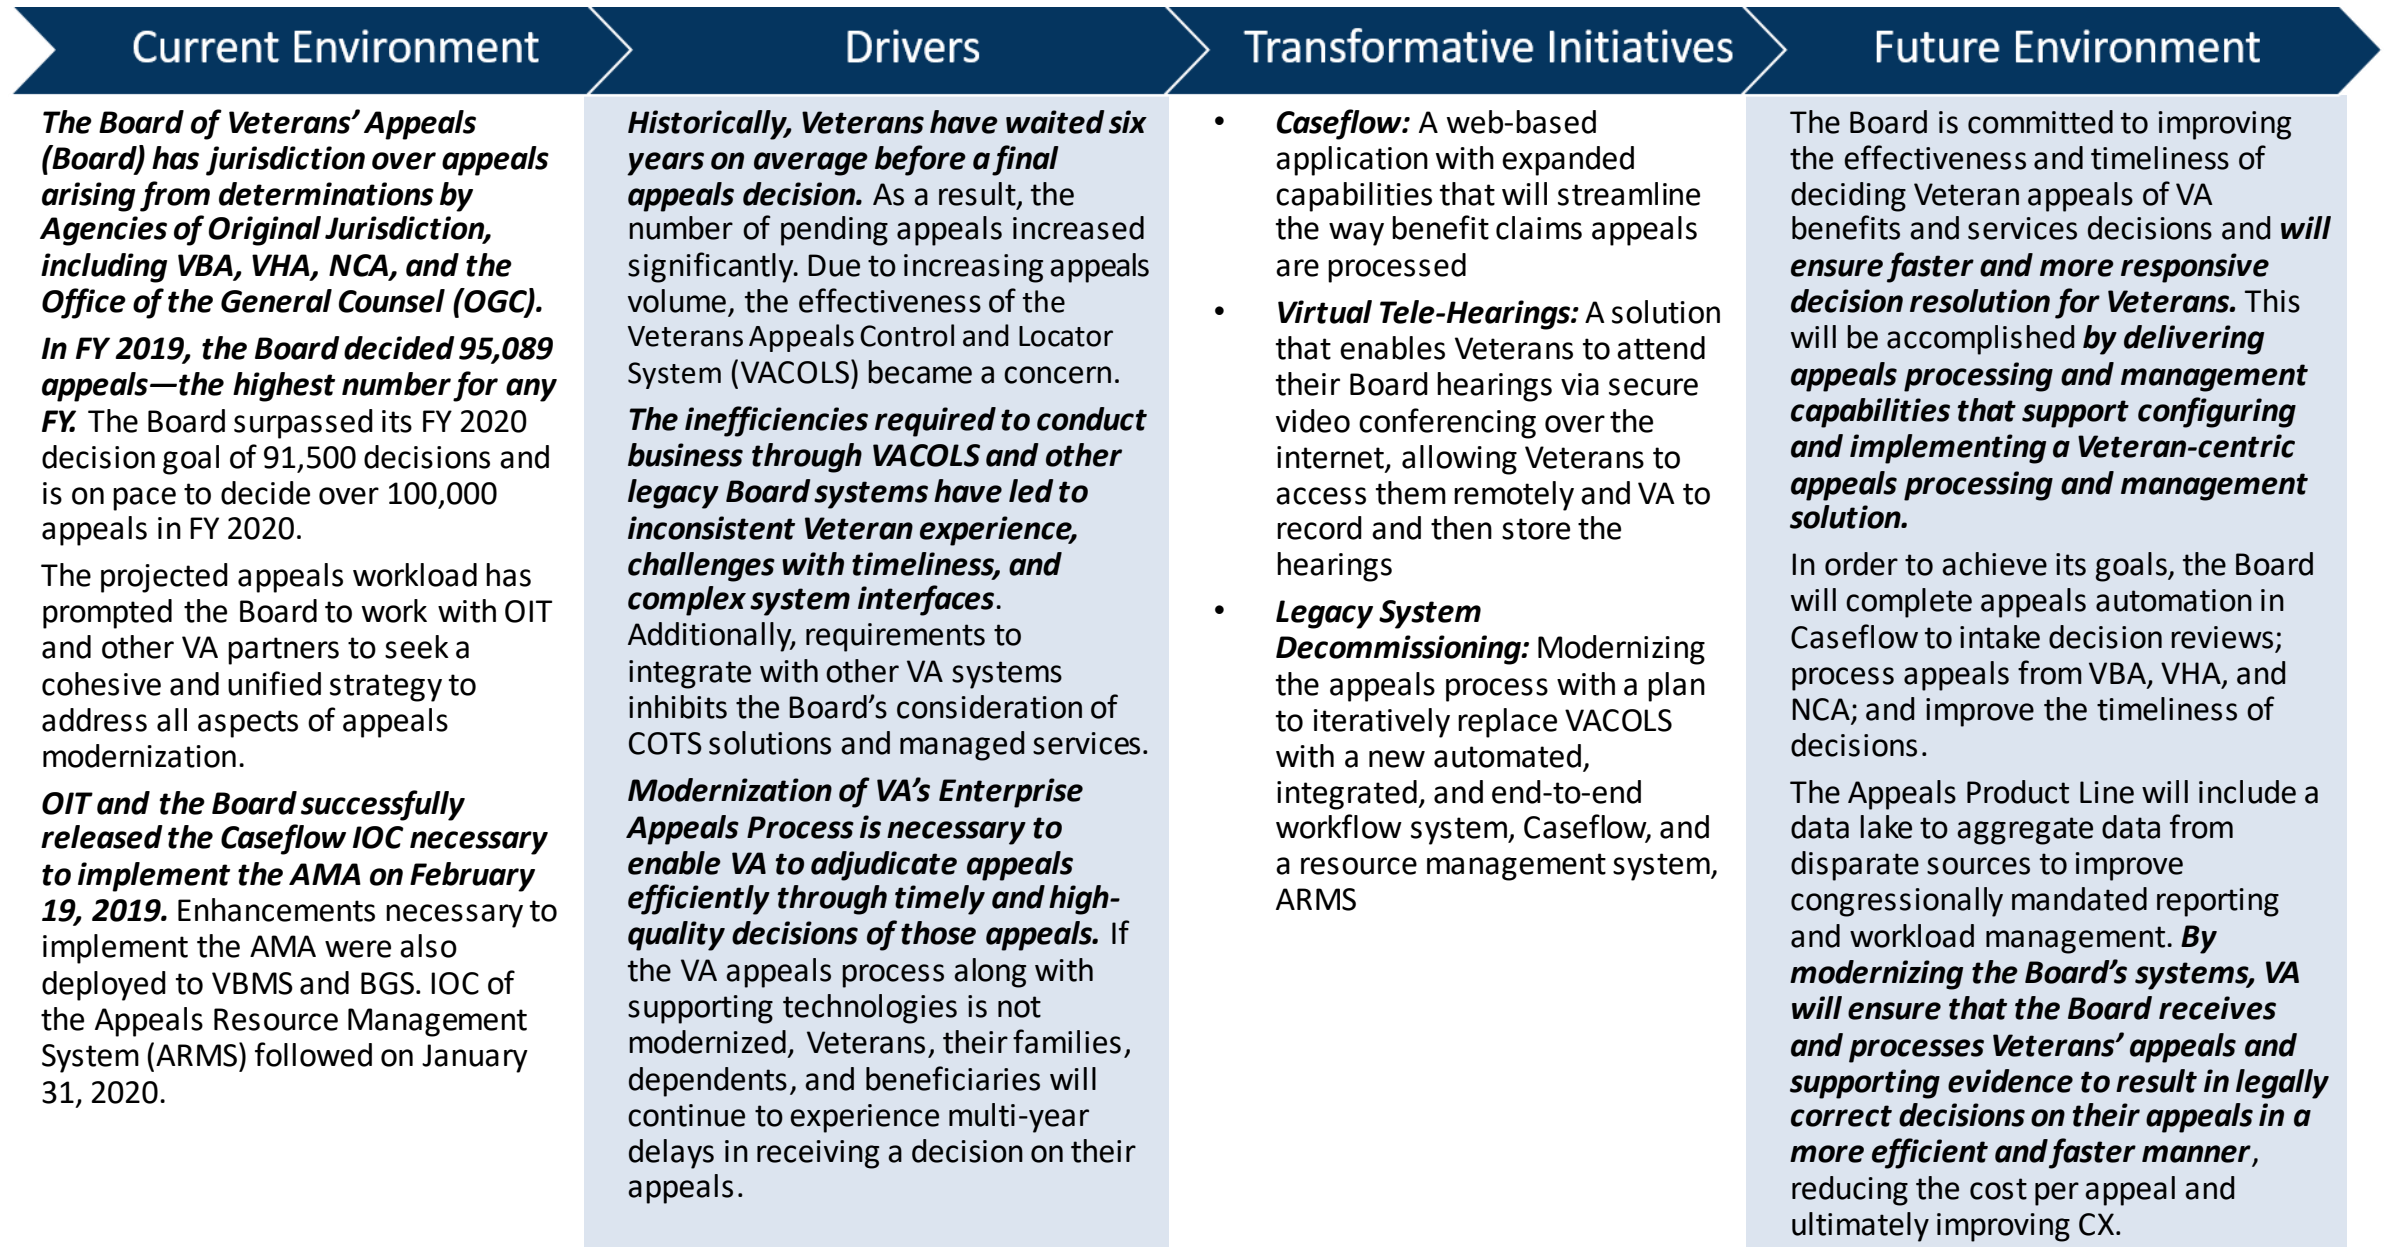 Current Environment
The Board of Veterans’ Appeals
(Board) has jurisdiction over appeals
arising from determinations by
Agencies of Original Jurisdiction,
including VBA, VHA, NCA, and the
Office of the General Counsel (OGC).
In FY 2019, the Board decided 95,089
appeals—the highest number for any
FY. The Board surpassed its FY 2020
decision goal of 91,500 decisions and
is on pace to decide over 100,000
appeals in FY 2020.
The projected appeals workload has
prompted the Board to work with OIT
and other VA partners to seek a
cohesive and unified strategy to
address all aspects of appeals
modernization.
OIT and the Board successfully
released the Caseflow IOC necessary
to implement the AMA on February
19, 2019. Enhancements necessary to
implement the AMA were also
deployed to VBMS and BGS. IOC of
the Appeals Resource Management
System (ARMS) followed on January
31, 2020.
Drivers
Historically, Veterans have waited six
years on average before a final
appeals decision. As a result, the
number of pending appeals increased
significantly. Due to increasing appeals
volume, the effectiveness of the
Veterans Appeals Control and Locator
System (VACOLS) became a concern.
The inefficiencies required to conduct
business through VACOLS and other
legacy Board systems have led to
inconsistent Veteran experience,
challenges with timeliness, and
complex system interfaces.
Additionally, requirements to
integrate with other VA systems
inhibits the Board’s consideration of
COTS solutions and managed services.
Modernization of VA’s Enterprise
Appeals Process is necessary to
enable VA to adjudicate appeals
efficiently through timely and high-
quality decisions of those appeals. If
the VA appeals process along with
supporting technologies is not
modernized, Veterans, their families,
dependents, and beneficiaries will
continue to experience multi-year
delays in receiving a decision on their
appeals.
Transformative Initiatives
• Caseflow: A web-based
application with expanded
capabilities that will streamline
the way benefit claims appeals
are processed
• Virtual Tele-Hearings: A solution
that enables Veterans to attend
their Board hearings via secure
video conferencing over the
internet, allowing Veterans to
access them remotely and VA to
record and then store the
hearings
• Legacy System
Decommissioning: Modernizing
the appeals process with a plan
to iteratively replace VACOLS
with a new automated,
integrated, and end-to-end
workflow system, Caseflow, and
a resource management system,
ARMS
Future Environment
The Board is committed to improving
the effectiveness and timeliness of
deciding Veteran appeals of VA
benefits and services decisions and will
ensure faster and more responsive
decision resolution for Veterans. This
will be accomplished by delivering
appeals processing and management
capabilities that support configuring
and implementing a Veteran-centric
appeals processing and management
solution.
In order to achieve its goals, the Board
will complete appeals automation in
Caseflow to intake decision reviews;
process appeals from VBA, VHA, and
NCA; and improve the timeliness of
decisions.
The Appeals Product Line will include a
data lake to aggregate data from
disparate sources to improve
congressionally mandated reporting
and workload management. By
modernizing the Board’s systems, VA
will ensure that the Board receives
and processes Veterans’ appeals and
supporting evidence to result in legally
correct decisions on their appeals in a
more efficient and faster manner,
reducing the cost per appeal and
ultimately improving CX.